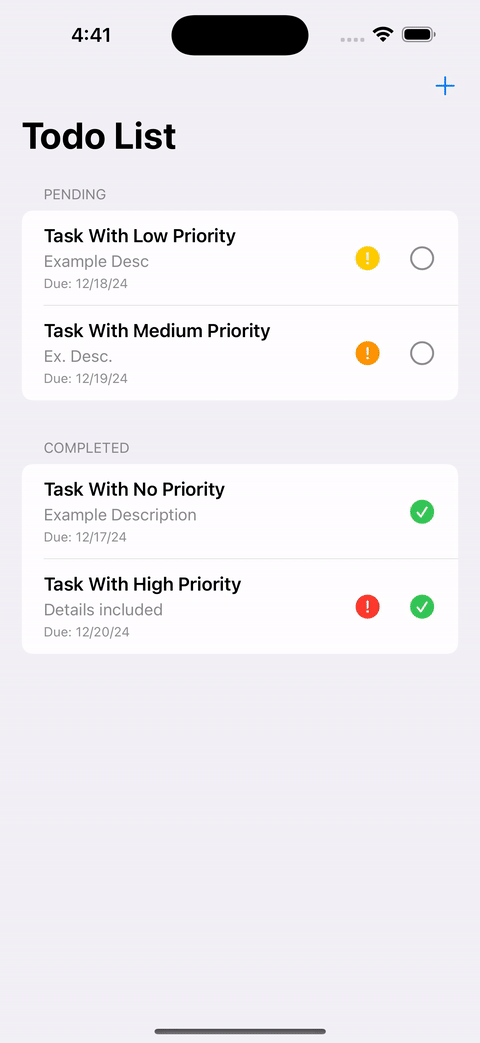 4:41
Todo List
PENDING
Task With Low Priority
Example Desc
Due: 12/18/24
Task With Medium Priority
Ex. Desc.
Due: 12/19/24
COMPLETED
Task With No Priority
Example Description
Due: 12/17/24
Task With High Priority
Details included
Due: 12/20/24